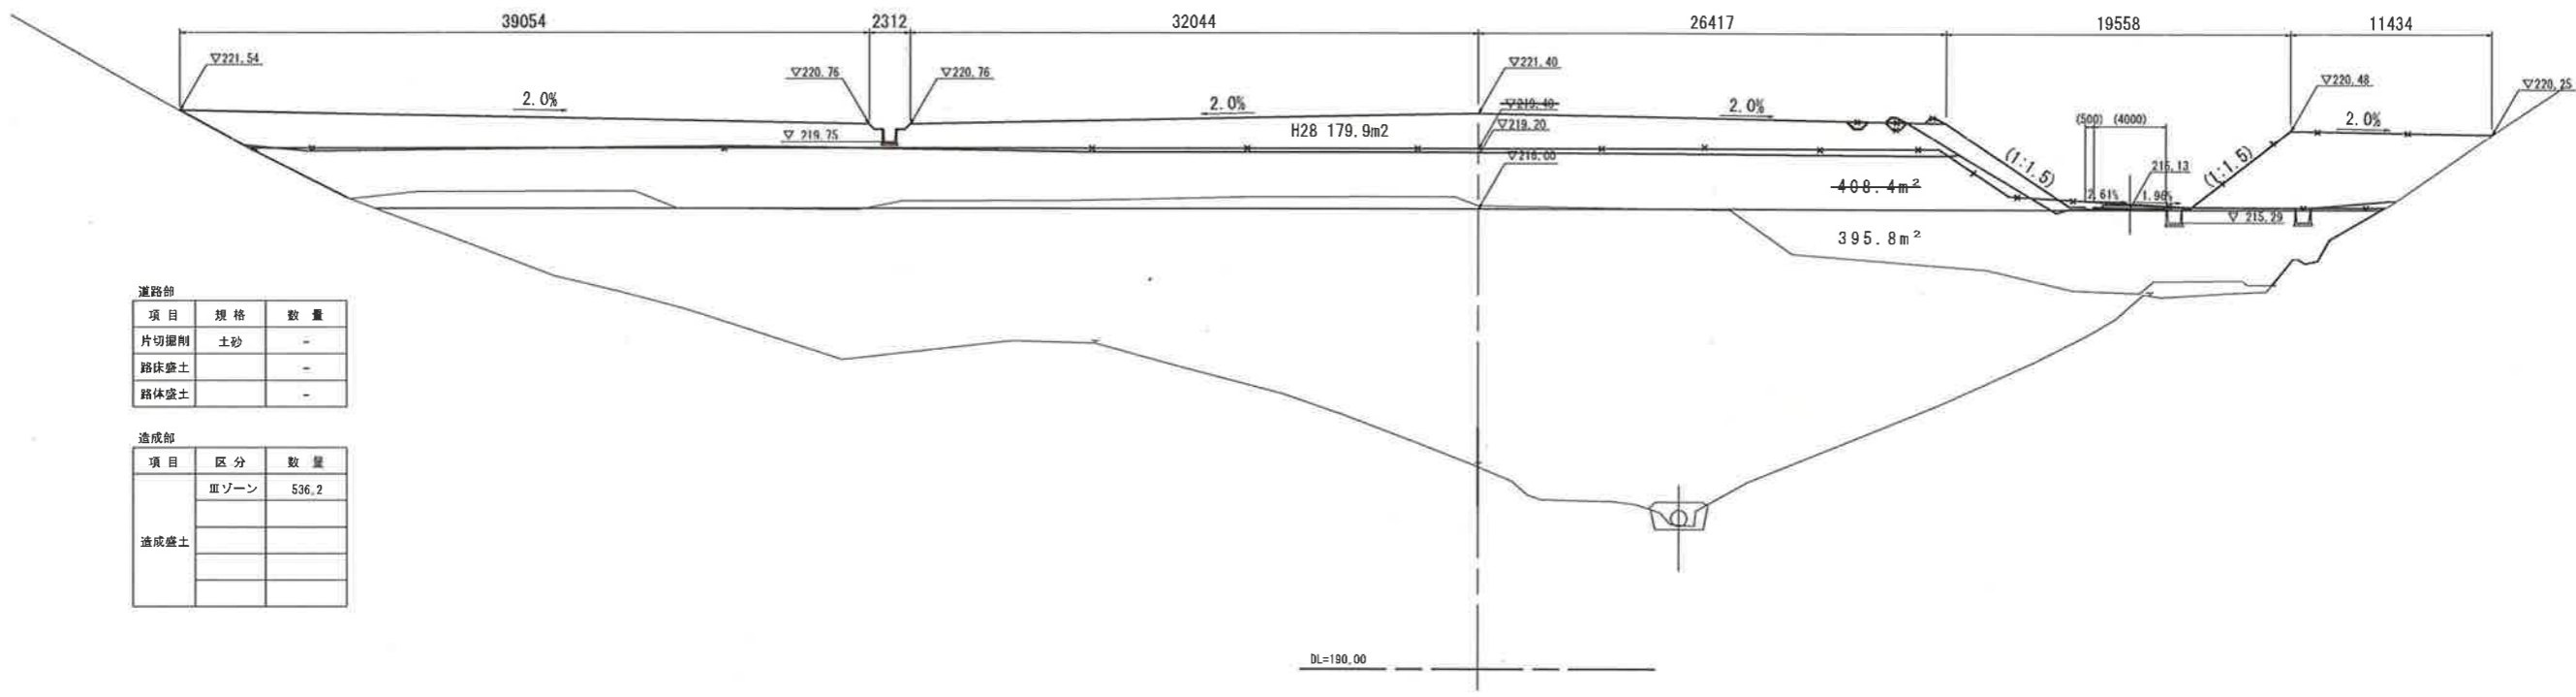 39054 2312 32044 26417 19558 11434
▽221.54
▽220.76
▽220.76
▽221.40
▽220.48
▽220.25
2.0%
2.0%
2.0%
2.0%
▽219.40
▽219.20
▽219.75
H28 179.9m2
(500) (4000)
▽216.00
(1:1.5)
(1:1.5)
408.4m²
2.61%
1.96%
▽ 215.29
395.8m²
道路部
項目 規格 数量
片切掘削 土砂 -
路床盛土 -
路体盛土 -
造成部
項目 区分 数量
Ⅲゾーン 536.2
造成盛土
DL=190.00